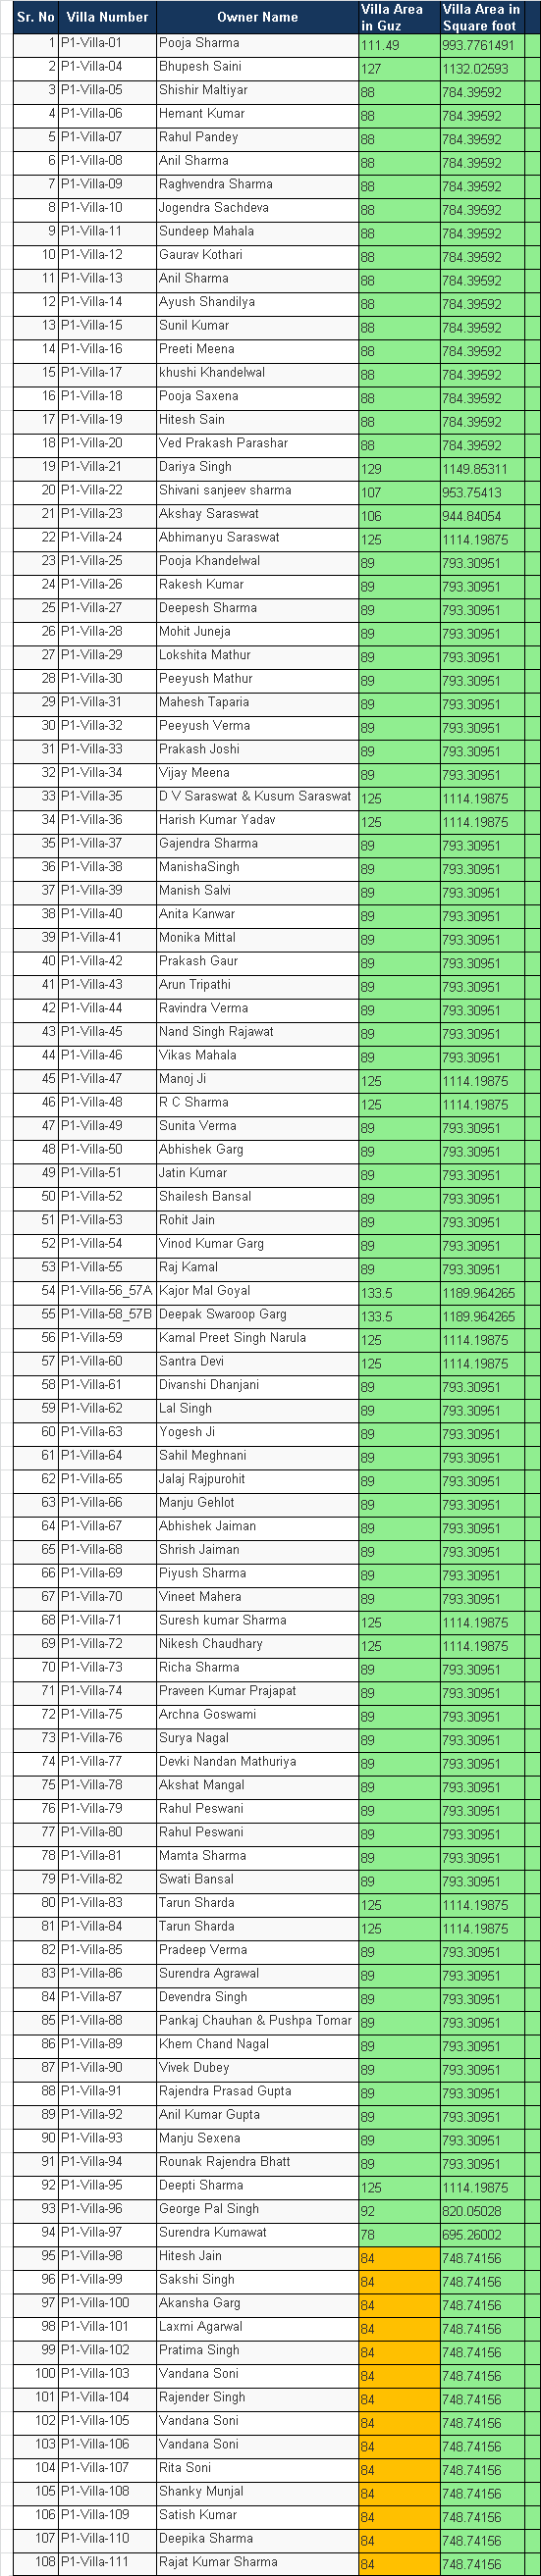 Sr. No Villa Number Owner Name Villa Area in Guz Villa Area in Square foot
1 P1-Villa-01 Pooja Sharma 111.49 993.7761491
2 P1-Villa-04 Bhupesh Saini 127 1132.02593
3 P1-Villa-05 Shishir Maltiyar 88 784.39592
4 P1-Villa-06 Hemant Kumar 88 784.39592
5 P1-Villa-07 Rahul Pandey 88 784.39592
6 P1-Villa-08 Anil Sharma 88 784.39592
7 P1-Villa-09 Raghvendra Sharma 88 784.39592
8 P1-Villa-10 Jogendra Sachdeva 88 784.39592
9 P1-Villa-11 Sundeep Mahala 88 784.39592
10 P1-Villa-12 Gaurav Kothari 88 784.39592
11 P1-Villa-13 Anil Sharma 88 784.39592
12 P1-Villa-14 Ayush Shandilya 88 784.39592
13 P1-Villa-15 Sunil Kumar 88 784.39592
14 P1-Villa-16 Preeti Meena 88 784.39592
15 P1-Villa-17 khushi Khandelwal 88 784.39592
16 P1-Villa-18 Pooja Saxena 88 784.39592
17 P1-Villa-19 Hitesh Sain 88 784.39592
18 P1-Villa-20 Ved Prakash Parashar 88 784.39592
19 P1-Villa-21 Dariya Singh 129 1149.85311
20 P1-Villa-22 Shivani sanjeev sharma 107 953.75413
21 P1-Villa-23 Akshay Saraswat 106 944.84054
22 P1-Villa-24 Abhimanyu Saraswat 125 1114.19875
23 P1-Villa-25 Pooja Khandelwal 89 793.30951
24 P1-Villa-26 Rakesh Kumar 89 793.30951
25 P1-Villa-27 Deepesh Sharma 89 793.30951
26 P1-Villa-28 Mohit Juneja 89 793.30951
27 P1-Villa-29 Lokshita Mathur 89 793.30951
28 P1-Villa-30 Peeyush Mathur 89 793.30951
29 P1-Villa-31 Mahesh Taparia 89 793.30951
30 P1-Villa-32 Peeyush Verma 89 793.30951
31 P1-Villa-33 Prakash Joshi 89 793.30951
32 P1-Villa-34 Vijay Meena 89 793.30951
33 P1-Villa-35 D V Saraswat & Kusum Saraswat 125 1114.19875
34 P1-Villa-36 Harish Kumar Yadav 125 1114.19875
35 P1-Villa-37 Gajendra Sharma 89 793.30951
36 P1-Villa-38 ManishaSingh 89 793.30951
37 P1-Villa-39 Manish Salvi 89 793.30951
38 P1-Villa-40 Anita Kanwar 89 793.30951
39 P1-Villa-41 Monika Mittal 89 793.30951
40 P1-Villa-42 Prakash Gaur 89 793.30951
41 P1-Villa-43 Arun Tripathi 89 793.30951
42 P1-Villa-44 Ravindra Verma 89 793.30951
43 P1-Villa-45 Nand Singh Rajawat 89 793.30951
44 P1-Villa-46 Vikas Mahala 89 793.30951
45 P1-Villa-47 Manoj Ji 125 1114.19875
46 P1-Villa-48 R C Sharma 125 1114.19875
47 P1-Villa-49 Sunita Verma 89 793.30951
48 P1-Villa-50 Abhishek Garg 89 793.30951
49 P1-Villa-51 Jatin Kumar 89 793.30951
50 P1-Villa-52 Shailesh Bansal 89 793.30951
51 P1-Villa-53 Rohit Jain 89 793.30951
52 P1-Villa-54 Vinod Kumar Garg 89 793.30951
53 P1-Villa-55 Raj Kamal 89 793.30951
54 P1-Villa-56_57A Kajor Mal Goyal 133.5 1189.964265
55 P1-Villa-58_57B Deepak Swaroop Garg 133.5 1189.964265
56 P1-Villa-59 Kamal Preet Singh Narula 125 1114.19875
57 P1-Villa-60 Santra Devi 125 1114.19875
58 P1-Villa-61 Divanshi Dhanjani 89 793.30951
59 P1-Villa-62 Lal Singh 89 793.30951
60 P1-Villa-63 Yogesh Ji 89 793.30951
61 P1-Villa-64 Sahil Meghnani 89 793.30951
62 P1-Villa-65 Jalaj Rajpurohit 89 793.30951
63 P1-Villa-66 Manju Gehlot 89 793.30951
64 P1-Villa-67 Abhishek Jaiman 89 793.30951
65 P1-Villa-68 Shrish Jaiman 89 793.30951
66 P1-Villa-69 Piyush Sharma 89 793.30951
67 P1-Villa-70 Vineet Mahera 89 793.30951
68 P1-Villa-71 Suresh kumar Sharma 125 1114.19875
69 P1-Villa-72 Nikesh Chaudhary 125 1114.19875
70 P1-Villa-73 Richa Sharma 89 793.30951
71 P1-Villa-74 Praveen Kumar Prajapat 89 793.30951
72 P1-Villa-75 Archna Goswami 89 793.30951
73 P1-Villa-76 Surya Nagal 89 793.30951
74 P1-Villa-77 Devki Nandan Mathuriya 89 793.30951
75 P1-Villa-78 Akshat Mangal 89 793.30951
76 P1-Villa-79 Rahul Peswani 89 793.30951
77 P1-Villa-80 Rahul Peswani 89 793.30951
78 P1-Villa-81 Mamta Sharma 89 793.30951
79 P1-Villa-82 Swati Bansal 89 793.30951
80 P1-Villa-83 Tarun Sharda 125 1114.19875
81 P1-Villa-84 Tarun Sharda 125 1114.19875
82 P1-Villa-85 Pradeep Verma 89 793.30951
83 P1-Villa-86 Surendra Agrawal 89 793.30951
84 P1-Villa-87 Devendra Singh 89 793.30951
85 P1-Villa-88 Pankaj Chauhan & Pushpa Tomar 89 793.30951
86 P1-Villa-89 Khem Chand Nagal 89 793.30951
87 P1-Villa-90 Vivek Dubey 89 793.30951
88 P1-Villa-91 Rajendra Prasad Gupta 89 793.30951
89 P1-Villa-92 Anil Kumar Gupta 89 793.30951
90 P1-Villa-93 Manju Sexena 89 793.30951
91 P1-Villa-94 Rounak Rajendra Bhatt 89 793.30951
92 P1-Villa-95 Deepti Sharma 125 1114.19875
93 P1-Villa-96 George Pal Singh 92 820.05028
94 P1-Villa-97 Surendra Kumawat 78 695.26002
95 P1-Villa-98 Hitesh Jain 84 748.74156
96 P1-Villa-99 Sakshi Singh 84 748.74156
97 P1-Villa-100 Akansha Garg 84 748.74156
98 P1-Villa-101 Laxmi Agarwal 84 748.74156
99 P1-Villa-102 Pratima Singh 84 748.74156
100 P1-Villa-103 Vandana Soni 84 748.74156
101 P1-Villa-104 Rajender Singh 84 748.74156
102 P1-Villa-105 Vandana Soni 84 748.74156
103 P1-Villa-106 Vandana Soni 84 748.74156
104 P1-Villa-107 Rita Soni 84 748.74156
105 P1-Villa-108 Shanky Munjal 84 748.74156
106 P1-Villa-109 Satish Kumar 84 748.74156
107 P1-Villa-110 Deepika Sharma 84 748.74156
108 P1-Villa-111 Rajat Kumar Sharma 84 748.74156